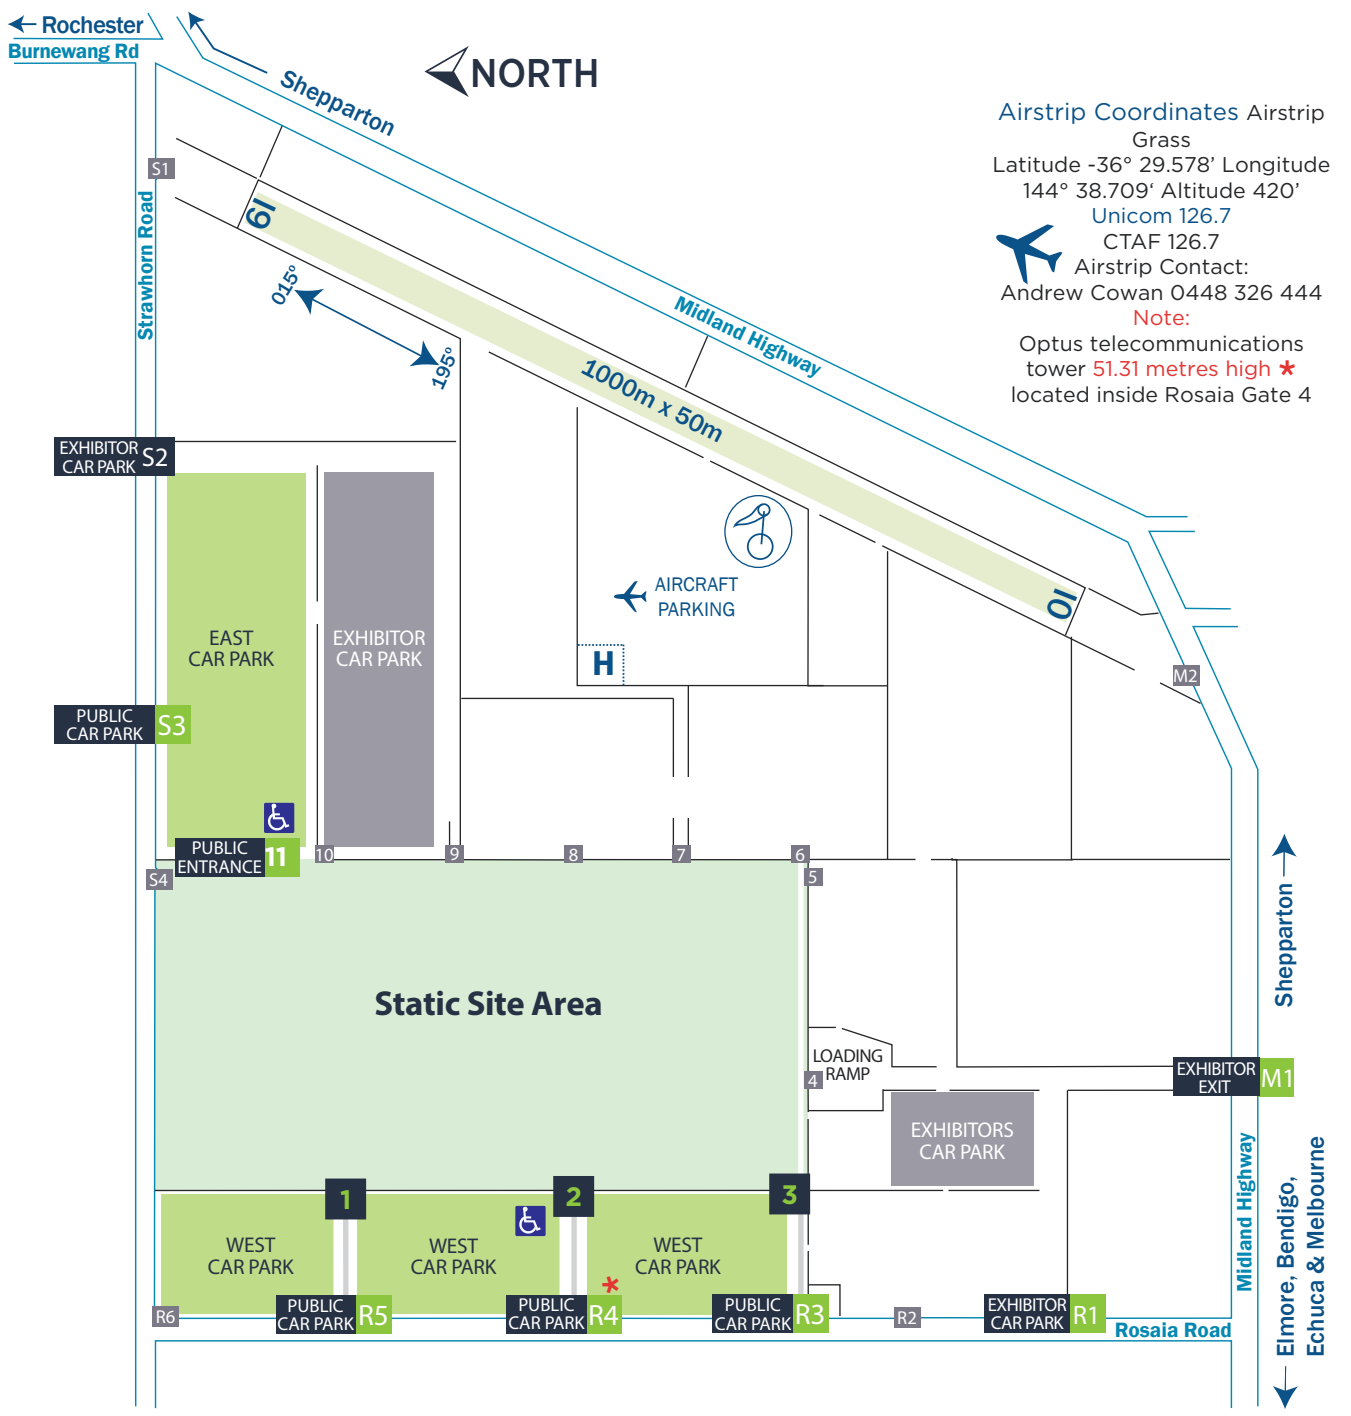 Rochester
Burnewang Rd
Shepparton
NORTH
Airstrip Coordinates Airstrip
Grass
Latitude -36° 29.578’ Longitude
144° 38.709‘ Altitude 420’
Unicom 126.7
CTAF 126.7
Airstrip Contact:
Andrew Cowan 0448 326 444
Note:
Optus telecommunications
tower 51.31 metres high *
located inside Rosaia Gate 4
S1
Strawhorn Road
19
015°
195°
Midland Highway
1000m x 50m
01
EXHIBITOR
CAR PARK
S2
AIRCRAFT
PARKING
H
EAST
CAR PARK
EXHIBITOR
CAR PARK
M2
PUBLIC
CAR PARK
S3
PUBLIC
ENTRANCE
11
10
9
8
7
6
5
S4
Shepparton
Static Site Area
LOADING
RAMP
4
EXHIBITOR
EXIT
M1
EXHIBITORS
CAR PARK
Midland Highway
Elmore, Bendigo,
Echuca & Melbourne
1
2
3
WEST
CAR PARK
WEST
CAR PARK
WEST
CAR PARK
*
R6
PUBLIC
CAR PARK
R5
PUBLIC
CAR PARK
R4
PUBLIC
CAR PARK
R3
R2
EXHIBITOR
CAR PARK
R1
Rosaia Road